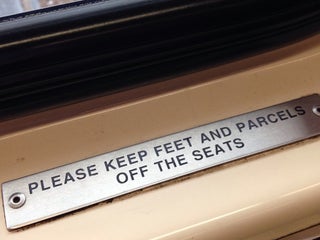 PLEASE KEEP FEET AND PARCELS
OFF THE SEATS